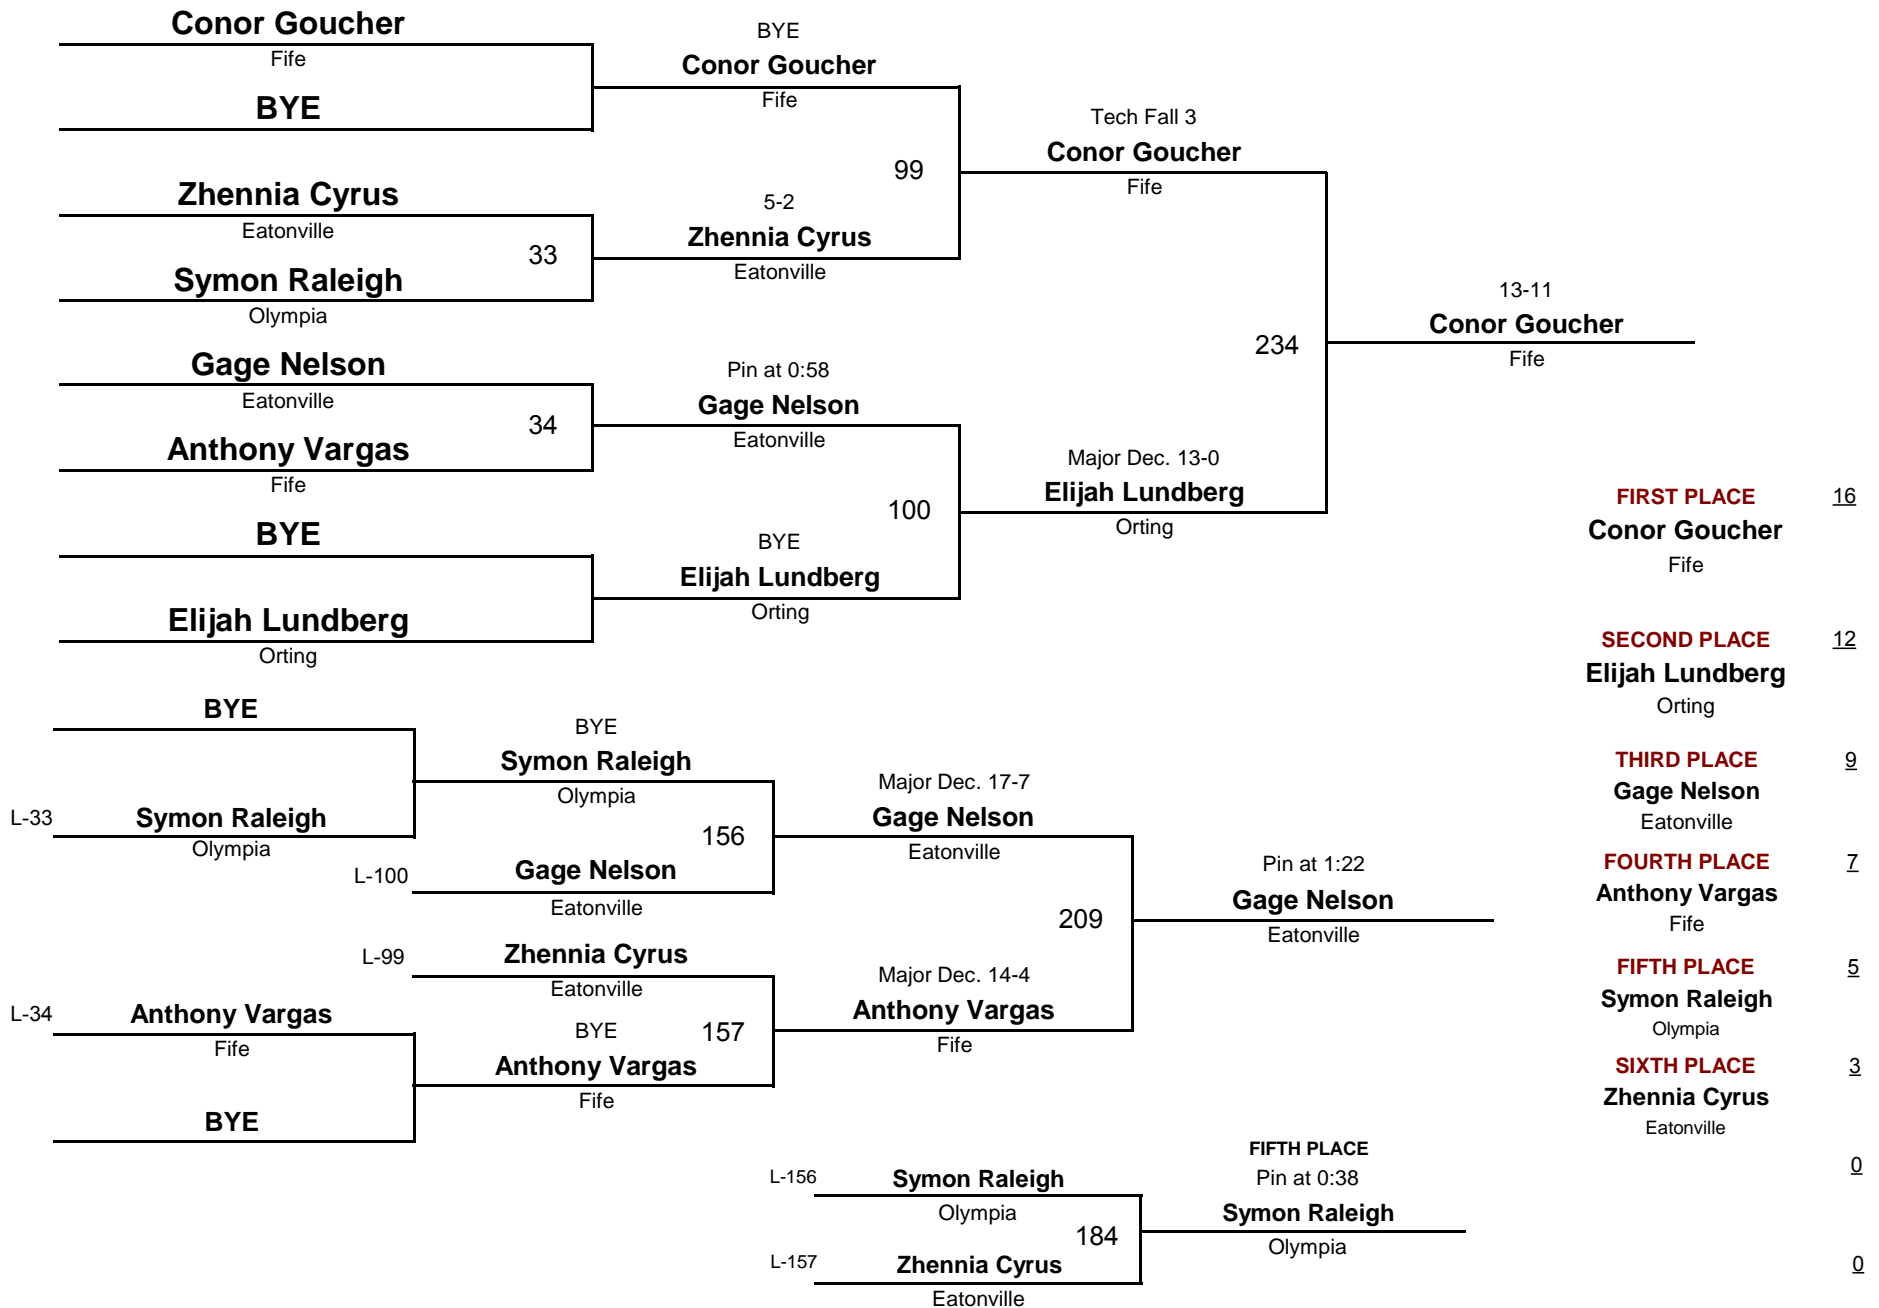 Conor Goucher
Fife
BYE
Zhennia Cyrus
Eatonville
33
Symon Raleigh
Olympia
Gage Nelson
Eatonville
34
Anthony Vargas
Fife
BYE
Elijah Lundberg
Orting
BYE
Conor Goucher
Fife
99
5-2
Zhennia Cyrus
Eatonville
Pin at 0:58
Gage Nelson
Eatonville
100
BYE
Elijah Lundberg
Orting
Tech Fall 3
Conor Goucher
Fife
234
Major Dec. 13-0
Elijah Lundberg
Orting
13-11
Conor Goucher
Fife
BYE
L-33
Symon Raleigh
Olympia
L-34
Anthony Vargas
Fife
BYE
BYE
Symon Raleigh
Olympia
156
L-100
Gage Nelson
Eatonville
L-99
Zhennia Cyrus
Eatonville
BYE
157
Anthony Vargas
Fife
Major Dec. 17-7
Gage Nelson
Eatonville
209
Major Dec. 14-4
Anthony Vargas
Fife
Pin at 1:22
Gage Nelson
Eatonville
L-156
Symon Raleigh
Olympia
184
L-157
Zhennia Cyrus
Eatonville
FIFTH PLACE
Pin at 0:38
Symon Raleigh
Olympia
FIRST PLACE 16
Conor Goucher
Fife
SECOND PLACE 12
Elijah Lundberg
Orting
THIRD PLACE 9
Gage Nelson
Eatonville
FOURTH PLACE 7
Anthony Vargas
Fife
FIFTH PLACE 5
Symon Raleigh
Olympia
SIXTH PLACE 3
Zhennia Cyrus
Eatonville
0
0